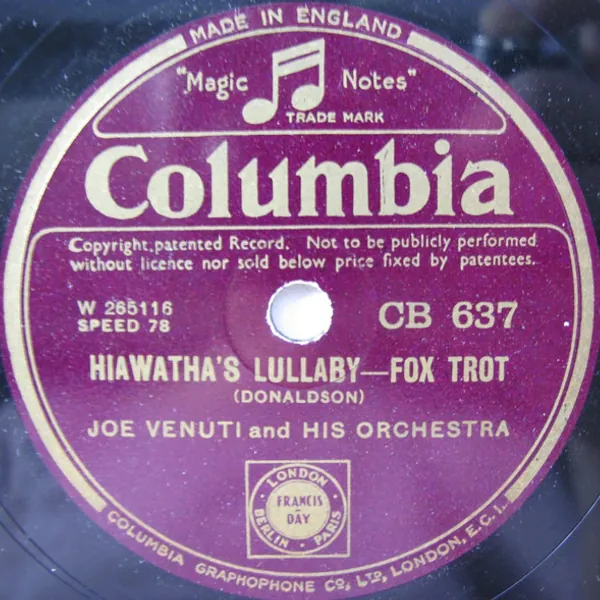 MADE IN ENGLAND
"Magic Notes"
TRADE MARK
Columbia
Copyright, patented Record. Not to be publicly performed
without licence nor sold below price fixed by patentees.
W 265116
SPEED 78
CB 637
HIAWATHA'S LULLABY—FOX TROT
(DONALDSON)
JOE VENUTI and HIS ORCHESTRA
LONDON
FRANCIS - DAY
BERLIN · PARIS
COLUMBIA GRAPHOPHONE CO, LTD, LONDON, E.C.1.